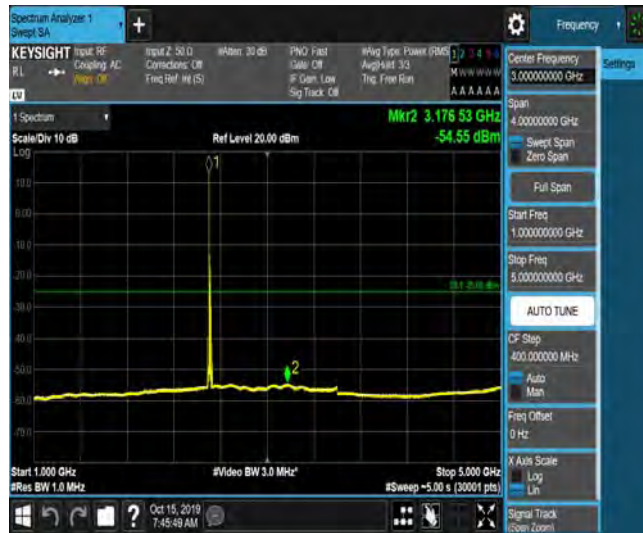 Spectrum Analyzer 1
Swept SA
+
Frequency
KEYSIGHT
RL
LV
Input: RF
Coupling: AC
Align: Off
Input Z: 50 Ω
Corrections: Off
Freq Ref: Int (S)
#Atten: 30 dB
PNO: Fast
Gate: Off
IF Gain: Low
Sig Track: Off
#Avg Type: Power (RMS)
Avg|Hold: 3/3
Trig: Free Run
1 2 3 4 5 6
M W W W W W
A A A A A A
1 Spectrum
Scale/Div 10 dB
Log
Ref Level 20.00 dBm
Mkr2 3.176 53 GHz
-54.55 dBm
1
10.0
0.00
-10.0
-20.0
-30.0
-40.0
-50.0
-60.0
-70.0
2
Start 1.000 GHz
#Res BW 1.0 MHz
#Video BW 3.0 MHz*
Stop 5.000 GHz
#Sweep ~5.00 s (30001 pts)
?
Oct 15, 2019
7:45:49 AM
Center Frequency
3.000000000 GHz
Settings
Span
4.00000000 GHz
Swept Span
Zero Span
Full Span
Start Freq
1.000000000 GHz
Stop Freq
5.000000000 GHz
AUTO TUNE
CF Step
400.000000 MHz
Auto
Man
Freq Offset
0 Hz
X Axis Scale
Log
Lin
Signal Track
(Span Zoom)